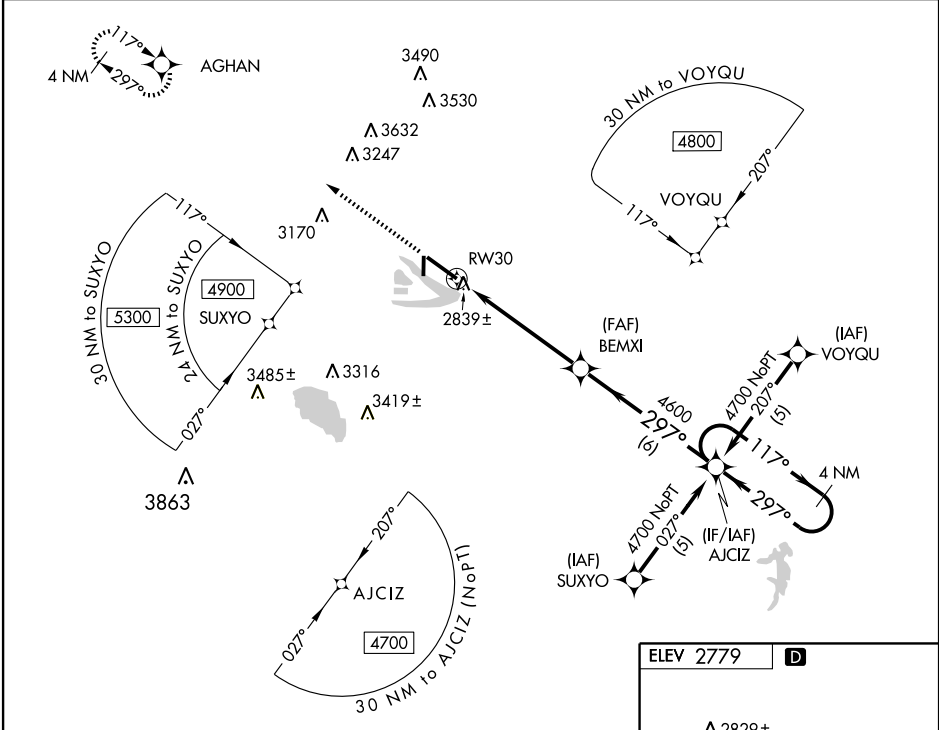 117°
4 NM
297°
AGHAN
3490
3530
3632
3247
3170
30 NM to VOYQU
4800
207°
VOYQU
117°
117°
30 NM to SUXYO
24 NM to SUXYO
4900
5300
SUXYO
027°
RW30
2839±
(FAF)
BEMXI
(IAF)
VOYQU
4700 NoPT
207°
(5)
3485±
3316
3419±
3863
4600
297°
(6)
117°
4 NM
297°
4700 NoPT
027°
(5)
(IF/IAF)
AJCIZ
(IAF)
SUXYO
207°
AJCIZ
027°
4700
30 NM to AJCIZ (NoPT)
ELEV 2779
D
2829±